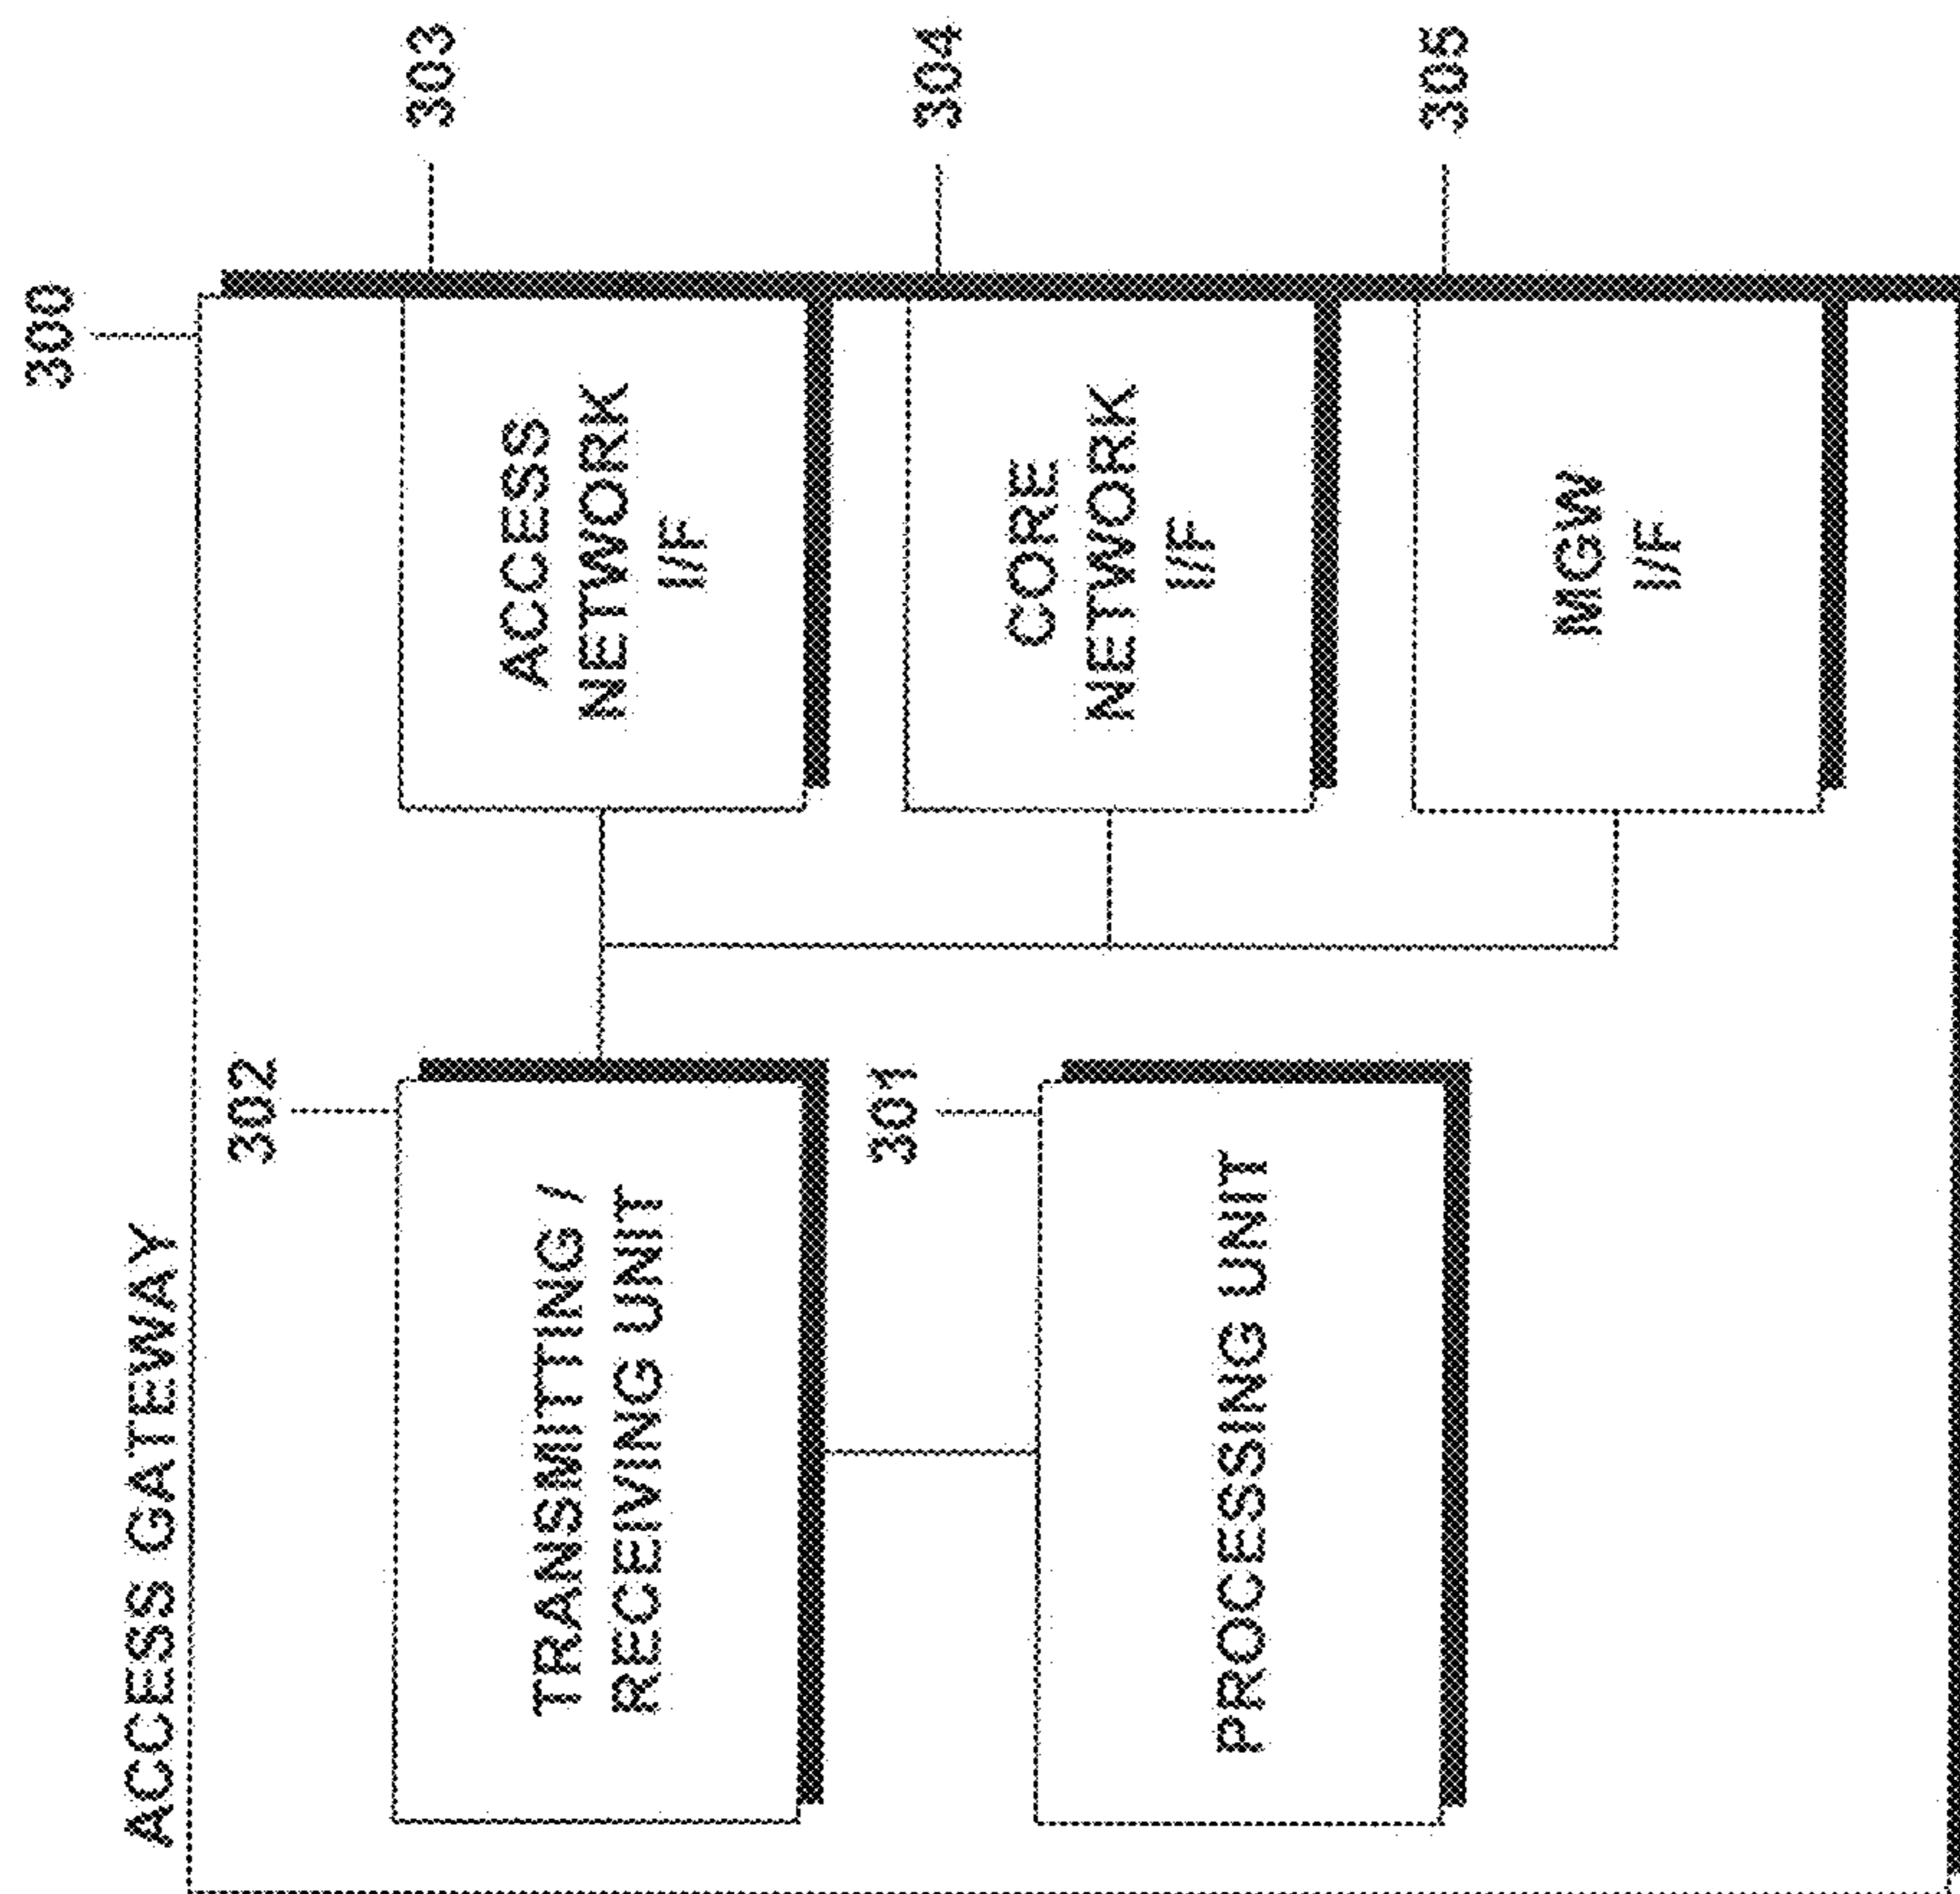 300
ACCESS GATEWAY
302
TRANSMITTING /
RECEIVING UNIT
301
PROCESSING UNIT
ACCESS
NETWORK
I/F
303
CORE
NETWORK
I/F
304
MGW
I/F
305